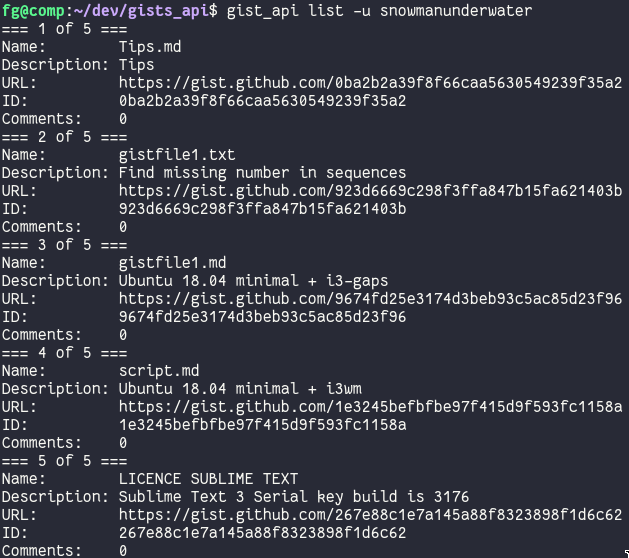 fg@comp:~/dev/gists_api$ gist_api list -u snowmanunderwater
=== 1 of 5 ===
Name: Tips.md
Description: Tips
URL: https://gist.github.com/0ba2b2a39f8f66caa5630549239f35a2
ID: 0ba2b2a39f8f66caa5630549239f35a2
Comments: 0
=== 2 of 5 ===
Name: gistfile1.txt
Description: Find missing number in sequences
URL: https://gist.github.com/923d6669c298f3ffa847b15fa621403b
ID: 923d6669c298f3ffa847b15fa621403b
Comments: 0
=== 3 of 5 ===
Name: gistfile1.md
Description: Ubuntu 18.04 minimal + i3-gaps
URL: https://gist.github.com/9674fd25e3174d3beb93c5ac85d23f96
ID: 9674fd25e3174d3beb93c5ac85d23f96
Comments: 0
=== 4 of 5 ===
Name: script.md
Description: Ubuntu 18.04 minimal + i3wm
URL: https://gist.github.com/1e3245befbfbe97f415d9f593fc1158a
ID: 1e3245befbfbe97f415d9f593fc1158a
Comments: 0
=== 5 of 5 ===
Name: LICENCE SUBLIME TEXT
Description: Sublime Text 3 Serial key build is 3176
URL: https://gist.github.com/267e88c1e7a145a88f8323898f1d6c62
ID: 267e88c1e7a145a88f8323898f1d6c62
Comments: 0